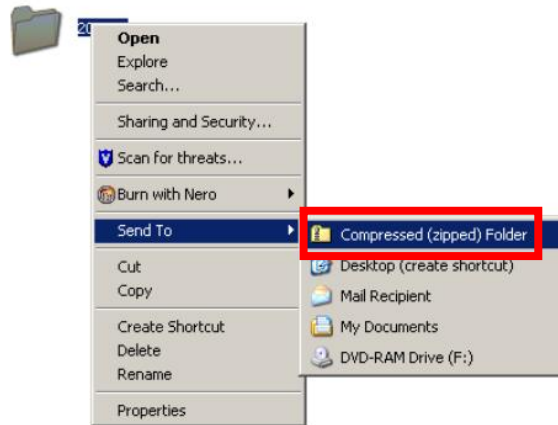 20
Open
Explore
Search...
Sharing and Security...
Scan for threats...
Burn with Nero
Send To
Cut
Copy
Create Shortcut
Delete
Rename
Properties
Compressed (zipped) Folder
Desktop (create shortcut)
Mail Recipient
My Documents
DVD-RAM Drive (F:)